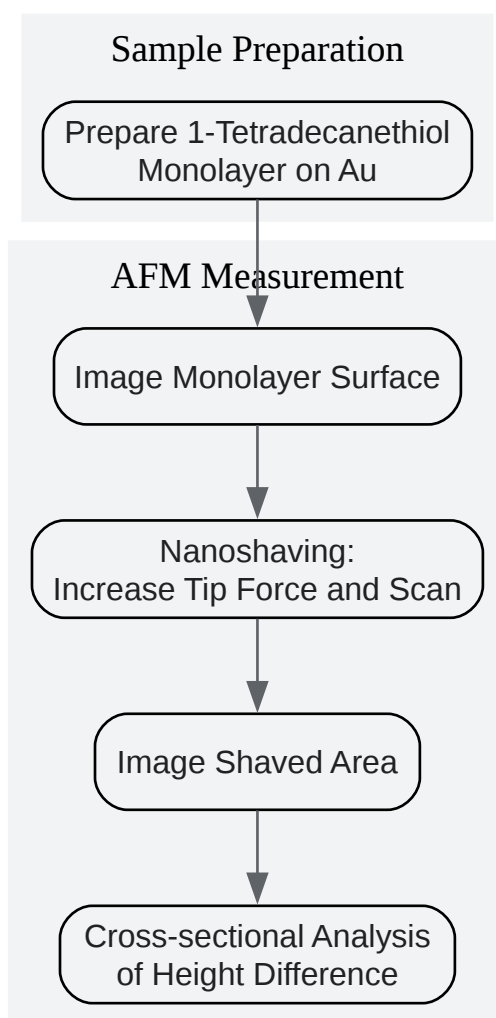 Sample Preparation
Prepare 1-Tetradecanethiol
Monolayer on Au
AFM Measurement
Image Monolayer Surface
Nanoshaving:
Increase Tip Force and Scan
Image Shaved Area
Cross-sectional Analysis
of Height Difference